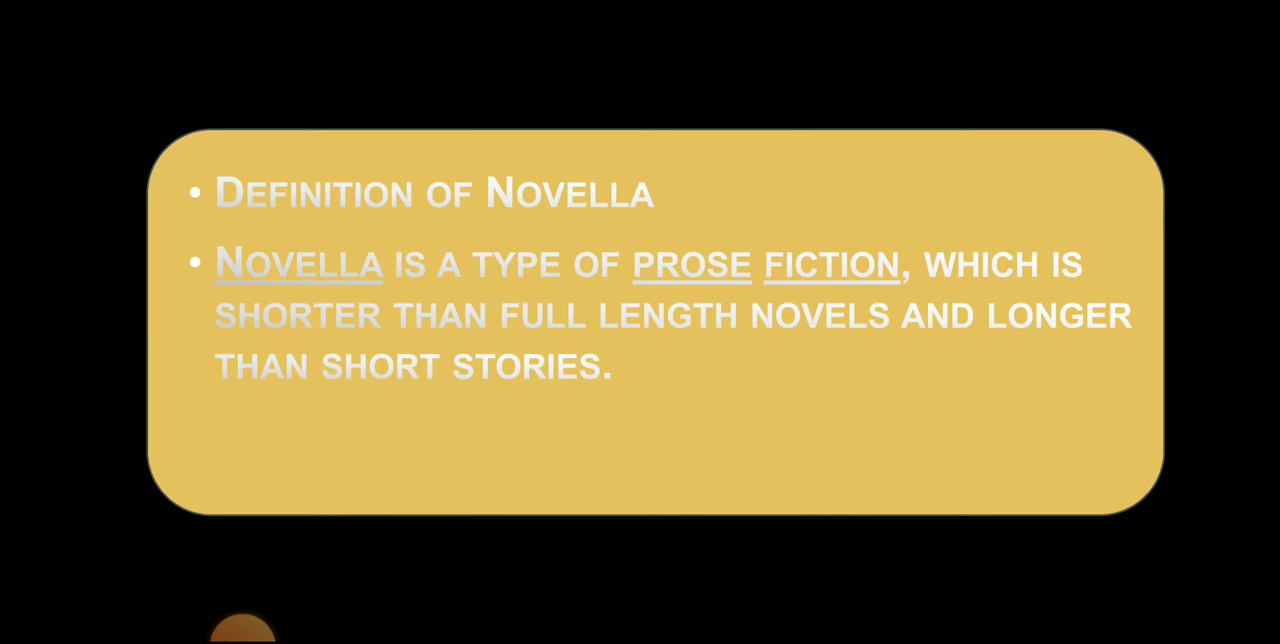 • Definition of Novella
• Novella is a type of prose fiction, which is
shorter than full length novels and longer
than short stories.